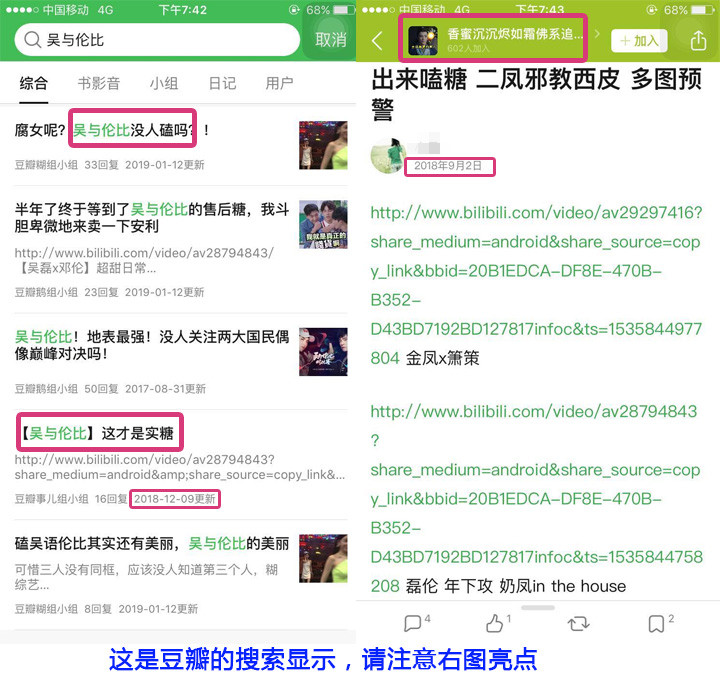 中国移动 4G 下午7:42 68%
吴与伦比 取消
综合 书影音 小组 日记 用户
腐女呢?吴与伦比没人磕吗?!
豆瓣糊组小组 33回复 2019-01-12更新
半年了终于等到了吴与伦比的售后糖，我斗
胆卑微地来卖一下安利
http://www.bilibili.com/video/av28794843/
【吴磊x邓伦】超甜日常...
豆瓣鹅组小组 23回复 2019-01-12更新
吴与伦比！地表最强！没人关注两大国民偶
像巅峰对决吗！
豆瓣鹅组小组 50回复 2017-08-31更新
【吴与伦比】这才是实糖
http://www.bilibili.com/video/av28794843?
share_medium=android&amp;share_source=copy_link&...
豆瓣事儿组小组 16回复 2018-12-09更新
磕吴语伦比其实还有美丽，吴与伦比的美丽
可惜三人没有同框，应该没人知道第三个人，糊
综艺...
豆瓣糊组小组 8回复 2019-01-12更新
中国移动 4G 下午7:43 68%
香蜜沉沉烬如霜佛系追...
602人加入
+加入
出来嗑糖 二凤邪教西皮 多图预
警
2018年9月2日
http://www.bilibili.com/video/av29297416?
share_medium=android&share_source=cop
y_link&bbid=20B1EDCA-DF8E-470B-
B352-
D43BD7192BD127817infoc&ts=1535844977
804 金凤x箫策
http://www.bilibili.com/video/av28794843
?
share_medium=android&share_source=cop
y_link&bbid=20B1EDCA-DF8E-470B-
B352-
D43BD7192BD127817infoc&ts=1535844758
208 磊伦 年下攻 奶凤in the house
4 1 2
这是豆瓣的搜索显示，请注意右图亮点